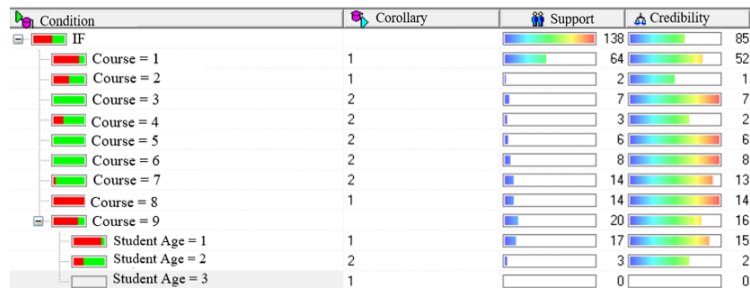 Condition Corollary Support Credibility
IF 138 85
Course = 1 1 64 52
Course = 2 1 2 1
Course = 3 2 7 7
Course = 4 2 3 2
Course = 5 2 6 6
Course = 6 2 8 8
Course = 7 2 14 13
Course = 8 1 14 14
Course = 9 20 16
Student Age = 1 1 17 15
Student Age = 2 2 3 2
Student Age = 3 1 0 0